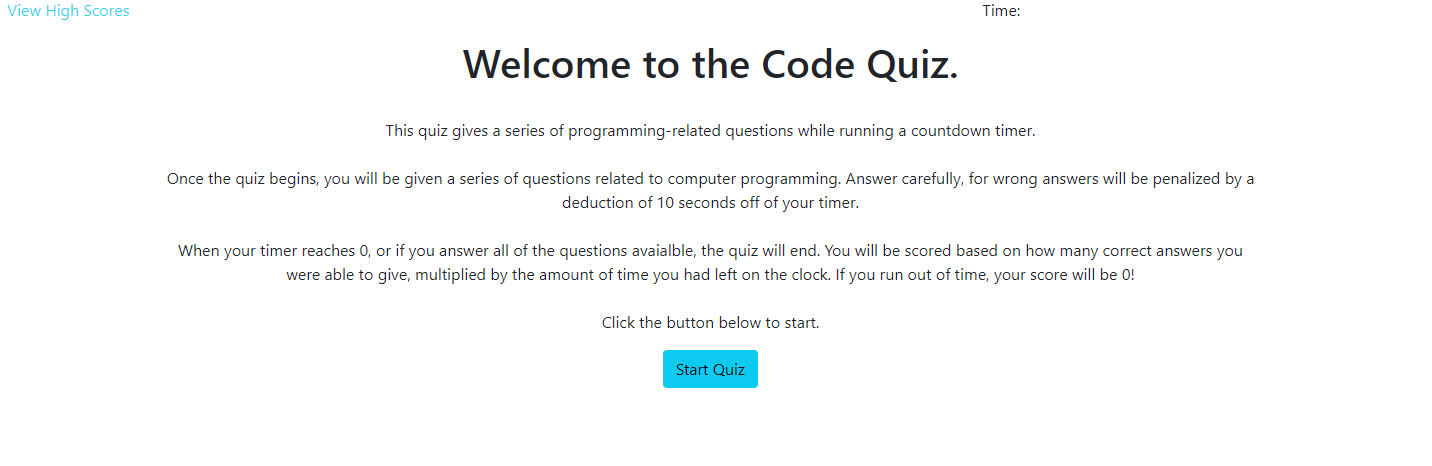 View High Scores
Time:
Welcome to the Code Quiz.
This quiz gives a series of programming-related questions while running a countdown timer.
Once the quiz begins, you will be given a series of questions related to computer programming. Answer carefully, for wrong answers will be penalized by a
deduction of 10 seconds off of your timer.
When your timer reaches 0, or if you answer all of the questions avaialble, the quiz will end. You will be scored based on how many correct answers you
were able to give, multiplied by the amount of time you had left on the clock. If you run out of time, your score will be 0!
Click the button below to start.
Start Quiz